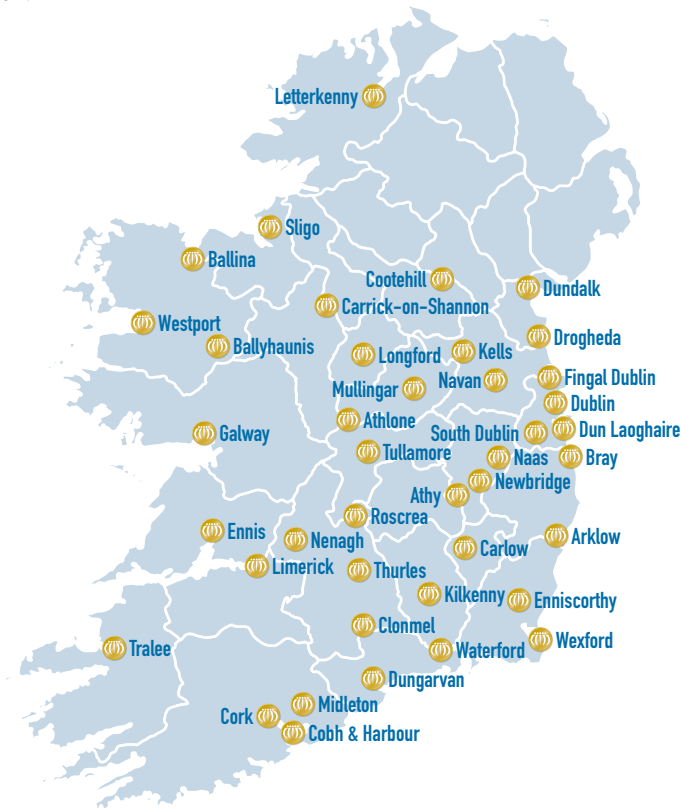 Letterkenny
Sligo
Ballina
Cootehill
Dundalk
Carrick-on-Shannon
Westport
Drogheda
Ballyhaunis
Longford
Kells
Mullingar
Navan
Fingal Dublin
Dublin
Athlone
Galway
South Dublin
Dun Laoghaire
Tullamore
Naas
Bray
Newbridge
Athy
Roscrea
Ennis
Nenagh
Arklow
Carlow
Limerick
Thurles
Kilkenny
Enniscorthy
Clonmel
Wexford
Tralee
Waterford
Dungarvan
Midleton
Cork
Cobh & Harbour